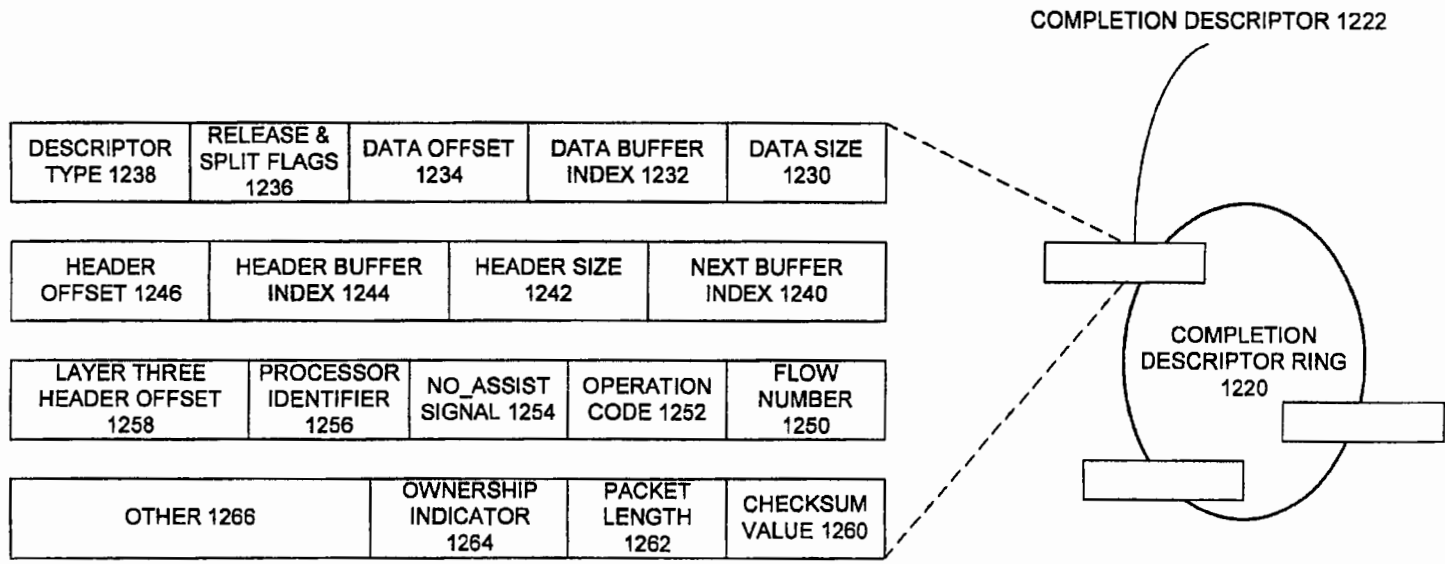 COMPLETION DESCRIPTOR 1222
DESCRIPTOR
TYPE 1238
RELEASE &
SPLIT FLAGS
1236
DATA OFFSET
1234
DATA BUFFER
INDEX 1232
DATA SIZE
1230
HEADER
OFFSET 1246
HEADER BUFFER
INDEX 1244
HEADER SIZE
1242
NEXT BUFFER
INDEX 1240
LAYER THREE
HEADER OFFSET
1258
PROCESSOR
IDENTIFIER
1256
NO_ASSIST
SIGNAL 1254
OPERATION
CODE 1252
FLOW
NUMBER
1250
OTHER 1266
OWNERSHIP
INDICATOR
1264
PACKET
LENGTH
1262
CHECKSUM
VALUE 1260
COMPLETION
DESCRIPTOR RING
1220